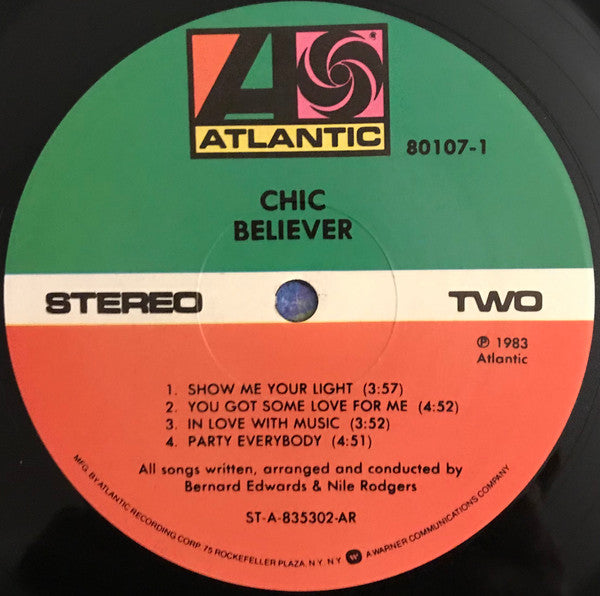 ATLANTIC
80107-1
CHIC
BELIEVER
STEREO
TWO
℗ 1983
Atlantic
1. SHOW ME YOUR LIGHT (3:57)
2. YOU GOT SOME LOVE FOR ME (4:52)
3. IN LOVE WITH MUSIC (3:52)
4. PARTY EVERYBODY (4:51)
All songs written, arranged and conducted by
Bernard Edwards & Nile Rodgers
ST-A-835302-AR
MFG. BY ATLANTIC RECORDING CORP. 75 ROCKEFELLER PLAZA, N.Y. N.Y. A WARNER COMMUNICATIONS COMPANY